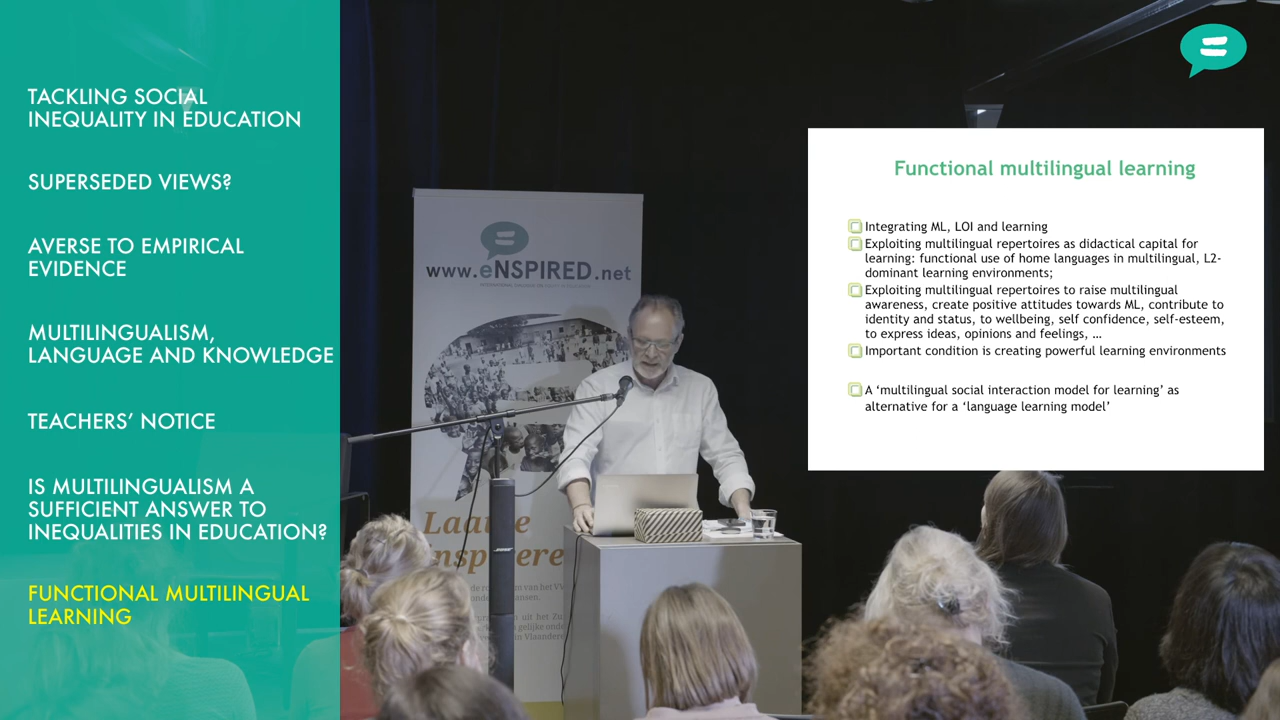 TACKLING SOCIAL
INEQUALITY IN EDUCATION
SUPERSEDED VIEWS?
AVERSE TO EMPIRICAL
EVIDENCE
MULTILINGUALISM,
LANGUAGE AND KNOWLEDGE
TEACHERS' NOTICE
IS MULTILINGUALISM A
SUFFICIENT ANSWER TO
INEQUALITIES IN EDUCATION?
FUNCTIONAL MULTILINGUAL
LEARNING
www.eNSPIRED.net
BOSE
Functional multilingual learning
Integrating ML, LOI and learning
Exploiting multilingual repertoires as didactical capital for
learning: functional use of home languages in multilingual, L2-
dominant learning environments;
Exploiting multilingual repertoires to raise multilingual
awareness, create positive attitudes towards ML, contribute to
identity and status, to wellbeing, self confidence, self-esteem,
to express ideas, opinions and feelings, …
Important condition is creating powerful learning environments
A ‘multilingual social interaction model for learning’ as
alternative for a ‘language learning model’